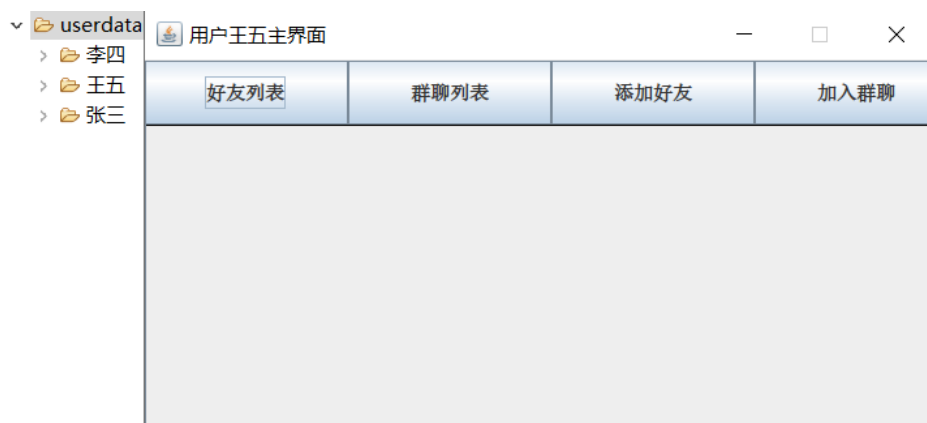 userdata
李四
王五
张三
用户王五主界面
好友列表 群聊列表 添加好友 加入群聊